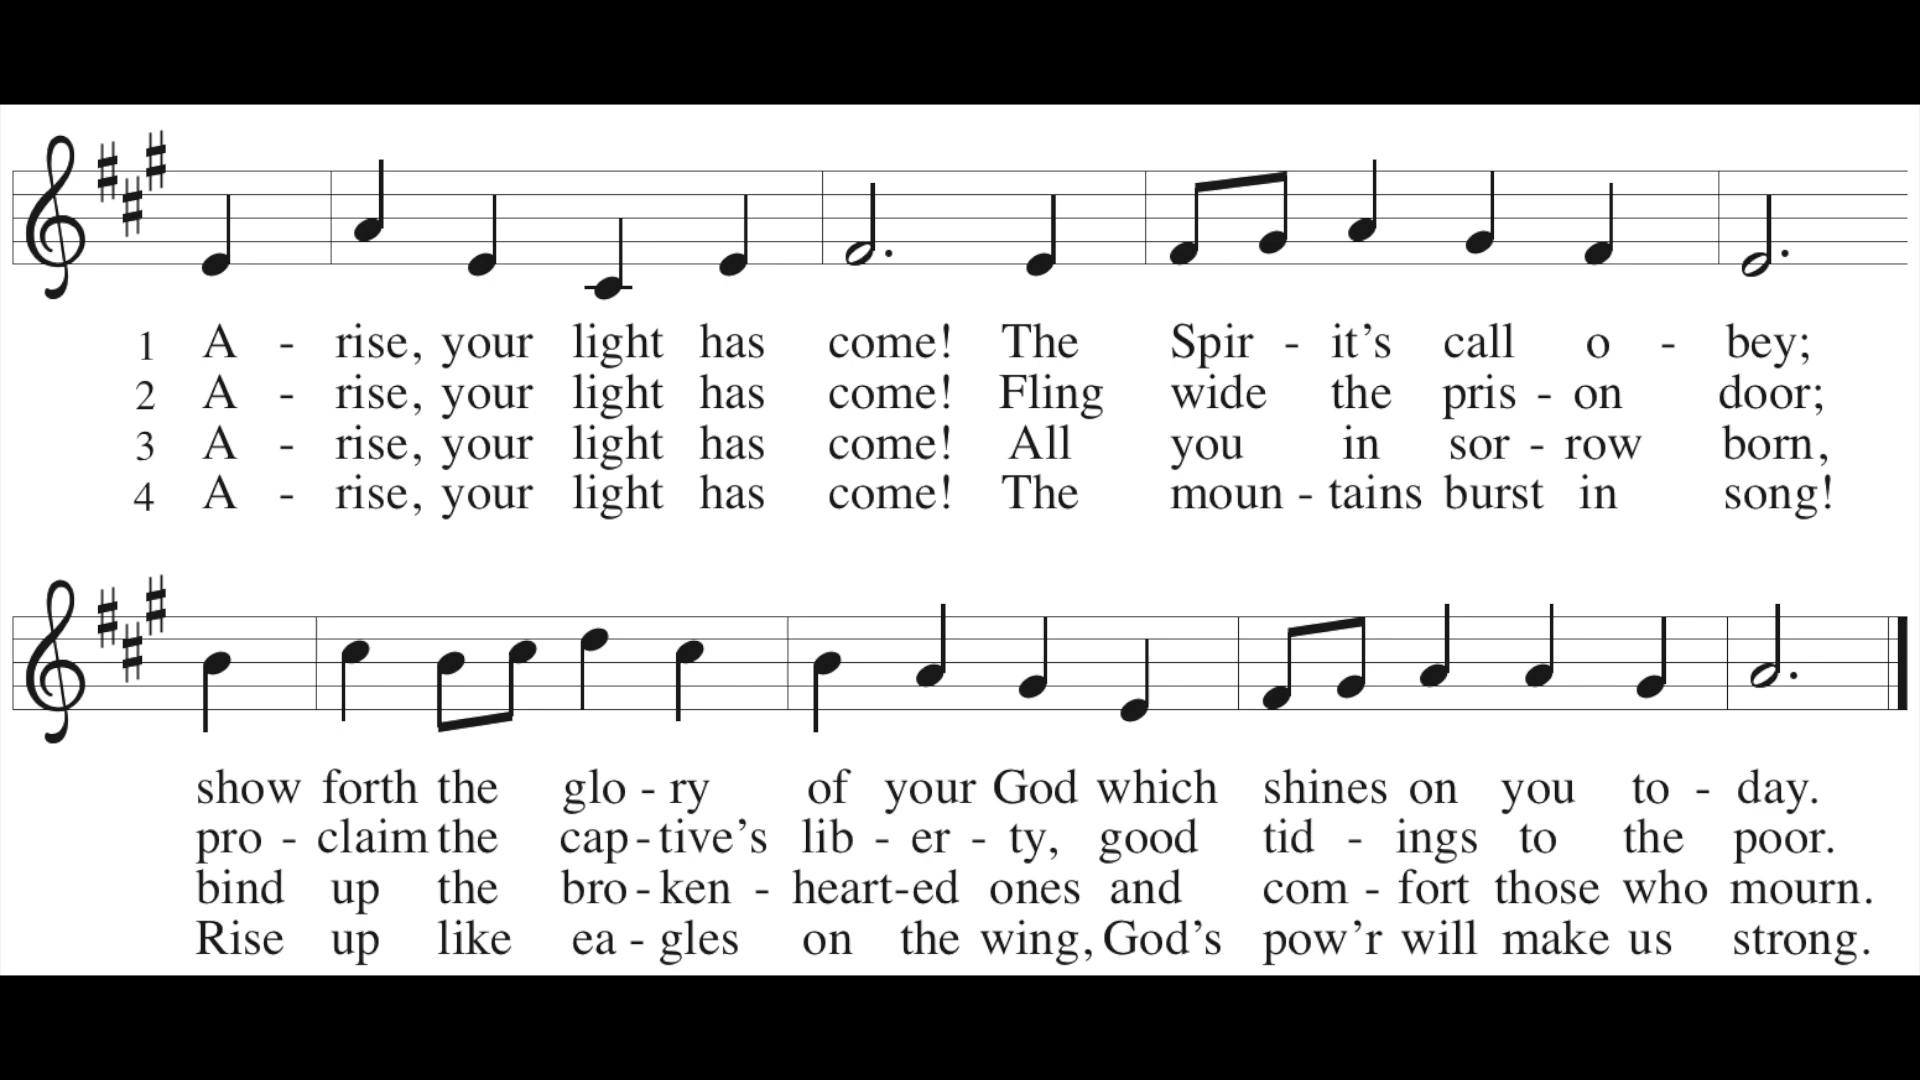 1 A - rise, your light has come! The Spir - it's call o - bey;
2 A - rise, your light has come! Fling wide the pris - on door;
3 A - rise, your light has come! All you in sor - row born,
4 A - rise, your light has come! The moun - tains burst in song!
show forth the glo - ry of your God which shines on you to - day.
pro - claim the cap - tive's lib - er - ty, good tid - ings to the poor.
bind up the bro - ken - heart-ed ones and com - fort those who mourn.
Rise up like ea - gles on the wing, God's pow'r will make us strong.